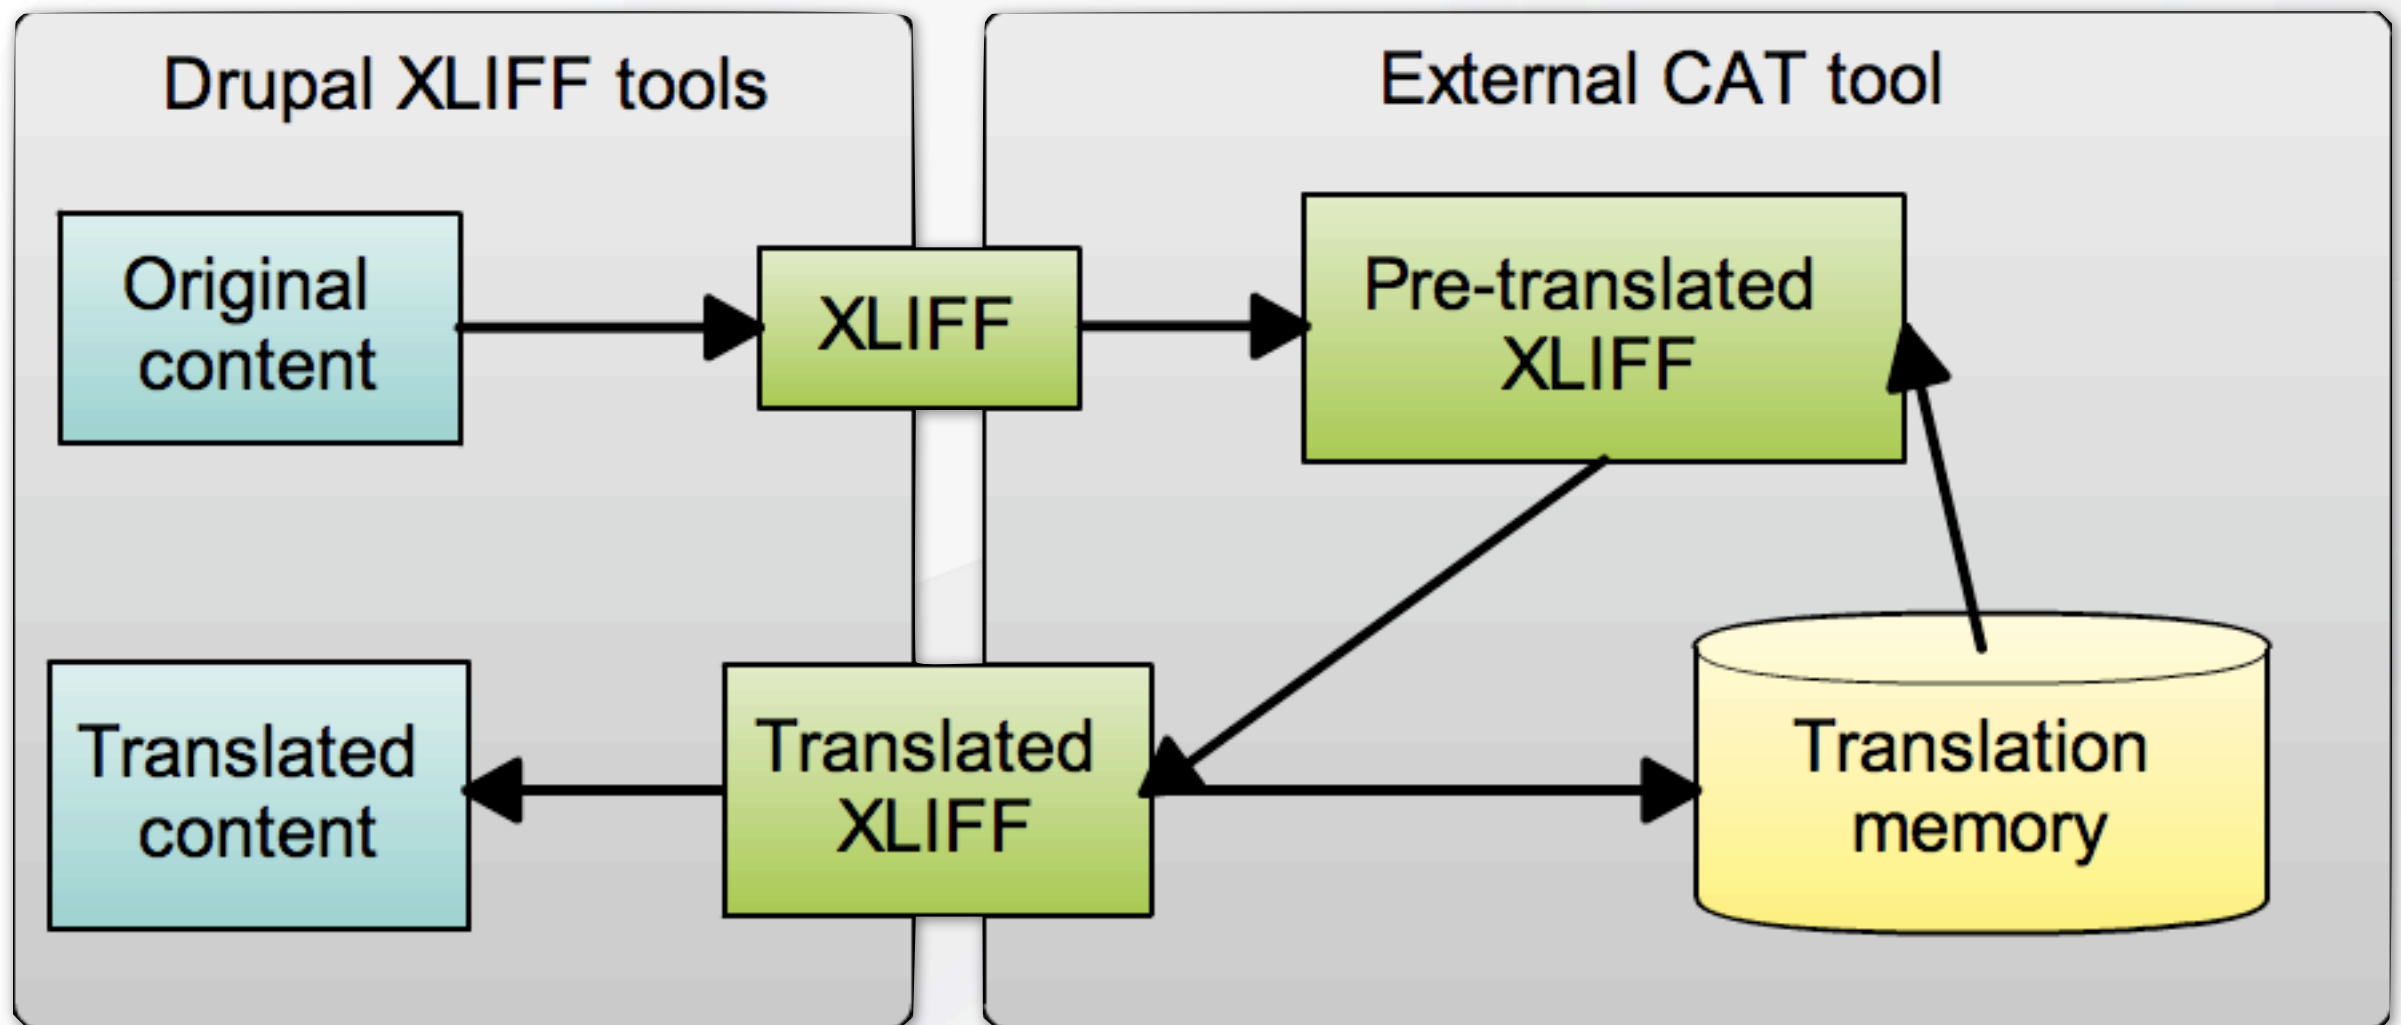 Drupal XLIFF tools
External CAT tool
Original
content
XLIFF
Pre-translated
XLIFF
Translated
content
Translated
XLIFF
Translation
memory